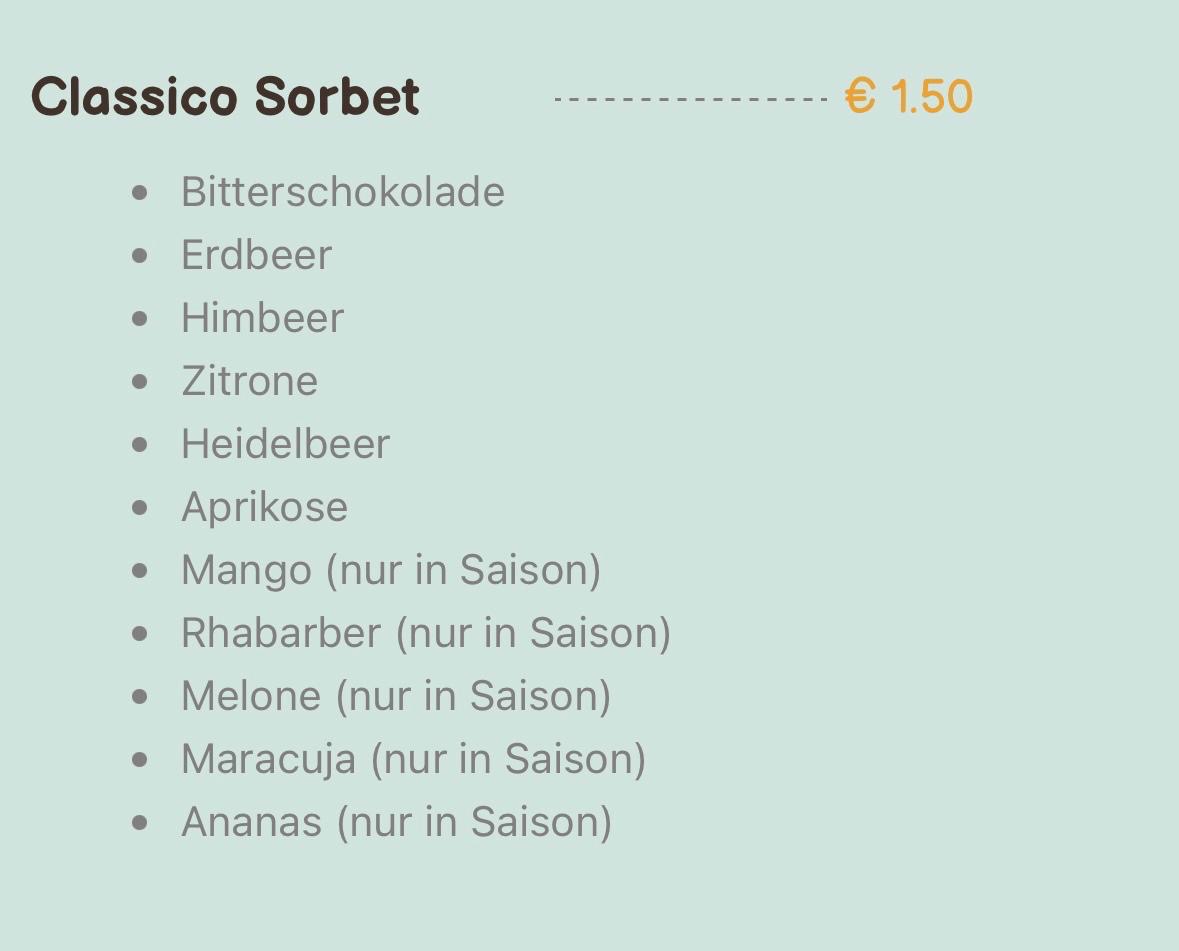 Classico Sorbet € 1.50
Bitterschokolade
Erdbeer
Himbeer
Zitrone
Heidelbeer
Aprikose
Mango (nur in Saison)
Rhabarber (nur in Saison)
Melone (nur in Saison)
Maracuja (nur in Saison)
Ananas (nur in Saison)